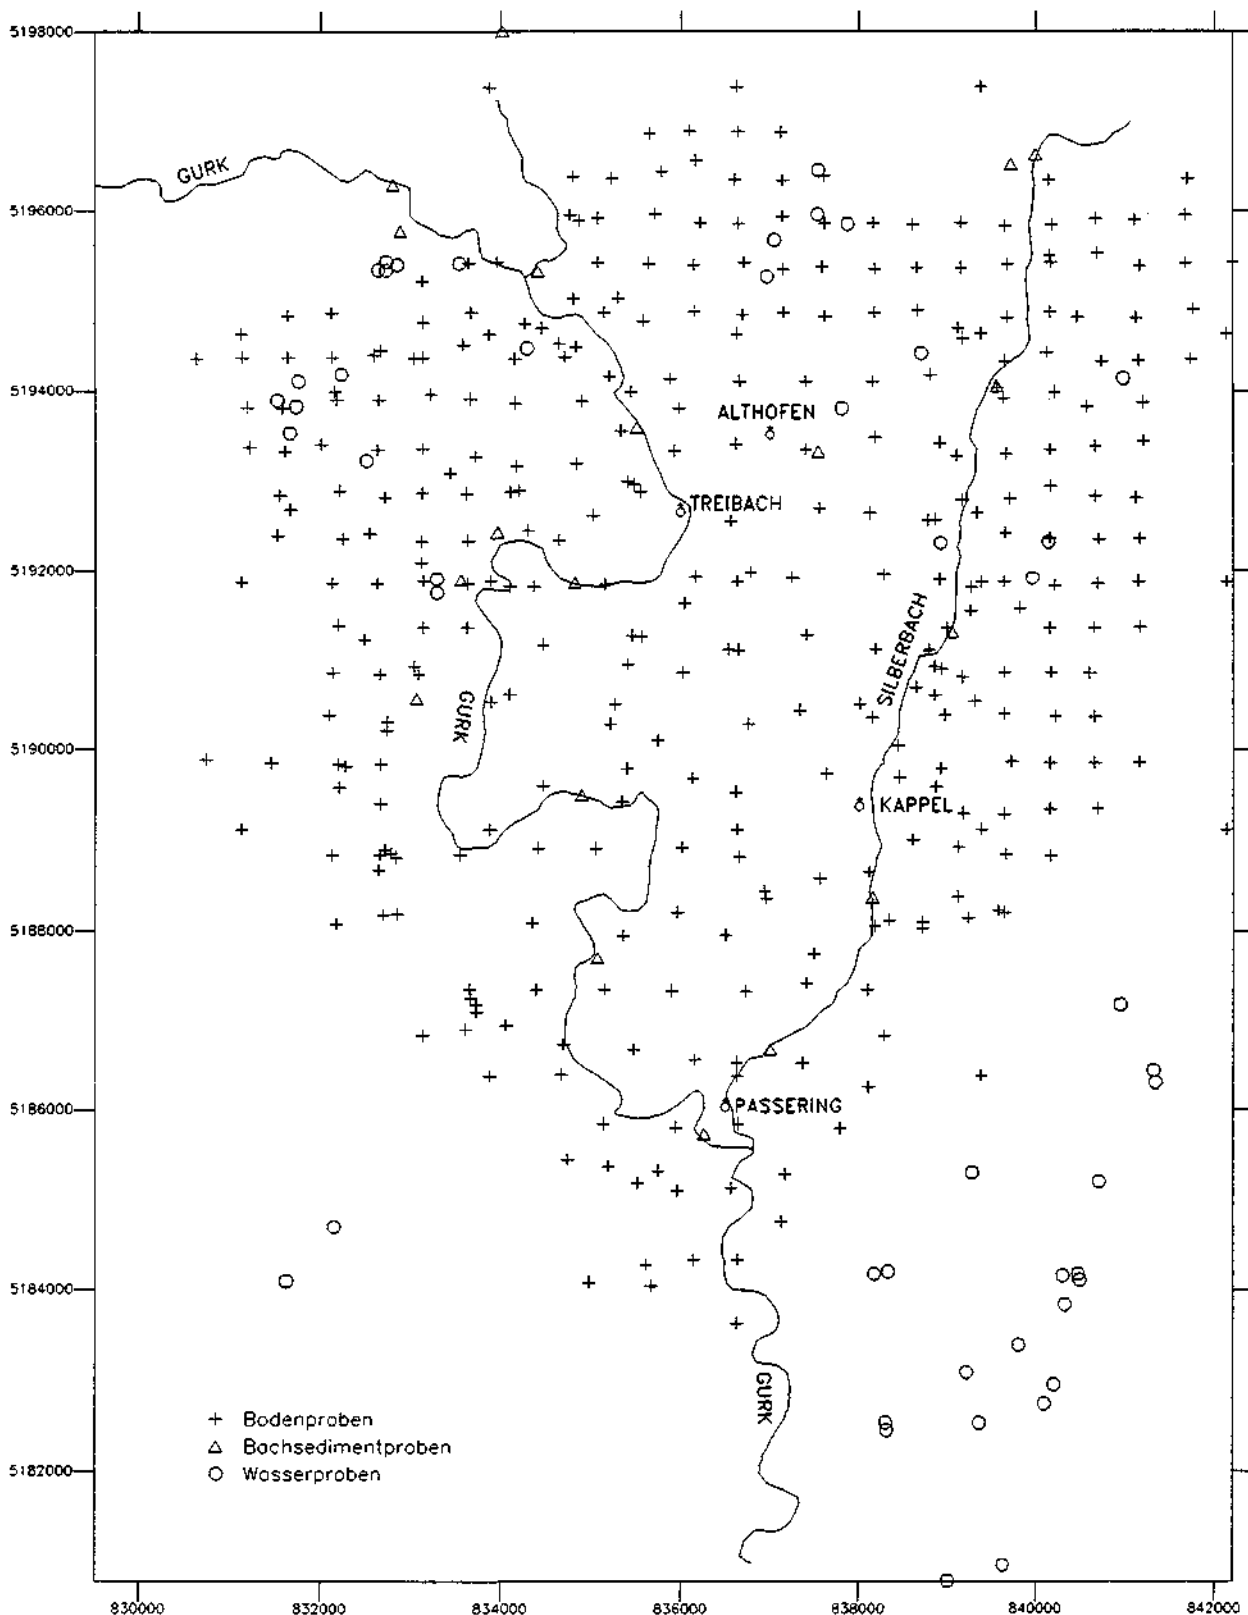 5198000
GURK
5196000
5194000
ALTHOFEN
TREIBACH
5192000
SILBERBACH
GURK
5190000
KAPPEL
5188000
5186000
PASSERING
5184000
GURK
Bodenproben
Bachsedimentproben
Wasserproben
5182000
830000 832000 834000 836000 838000 840000 842000